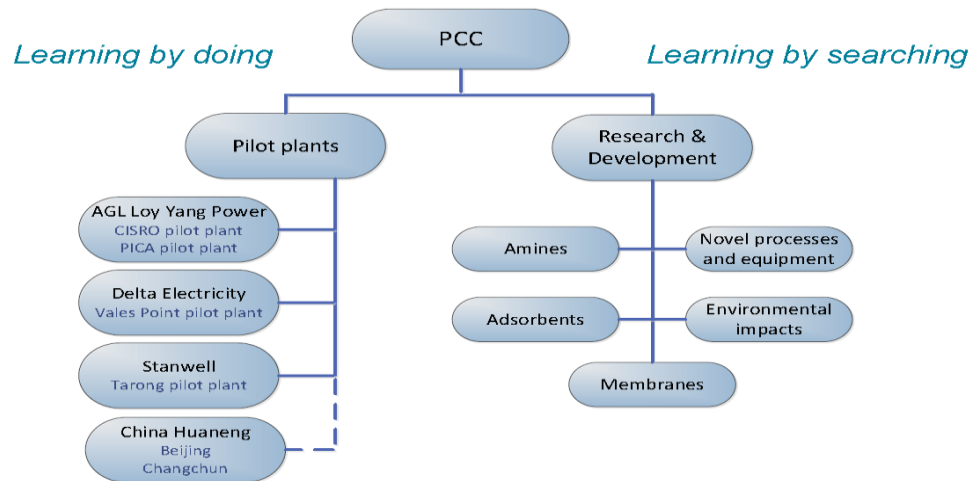 PCC
Learning by doing
Learning by searching
Pilot plants
Research &
Development
AGL Loy Yang Power
CISRO pilot plant
PICA pilot plant
Delta Electricity
Vales Point pilot plant
Stanwell
Tarong pilot plant
China Huaneng
Beijing
Changchun
Amines
Novel processes
and equipment
Adsorbents
Environmental
impacts
Membranes